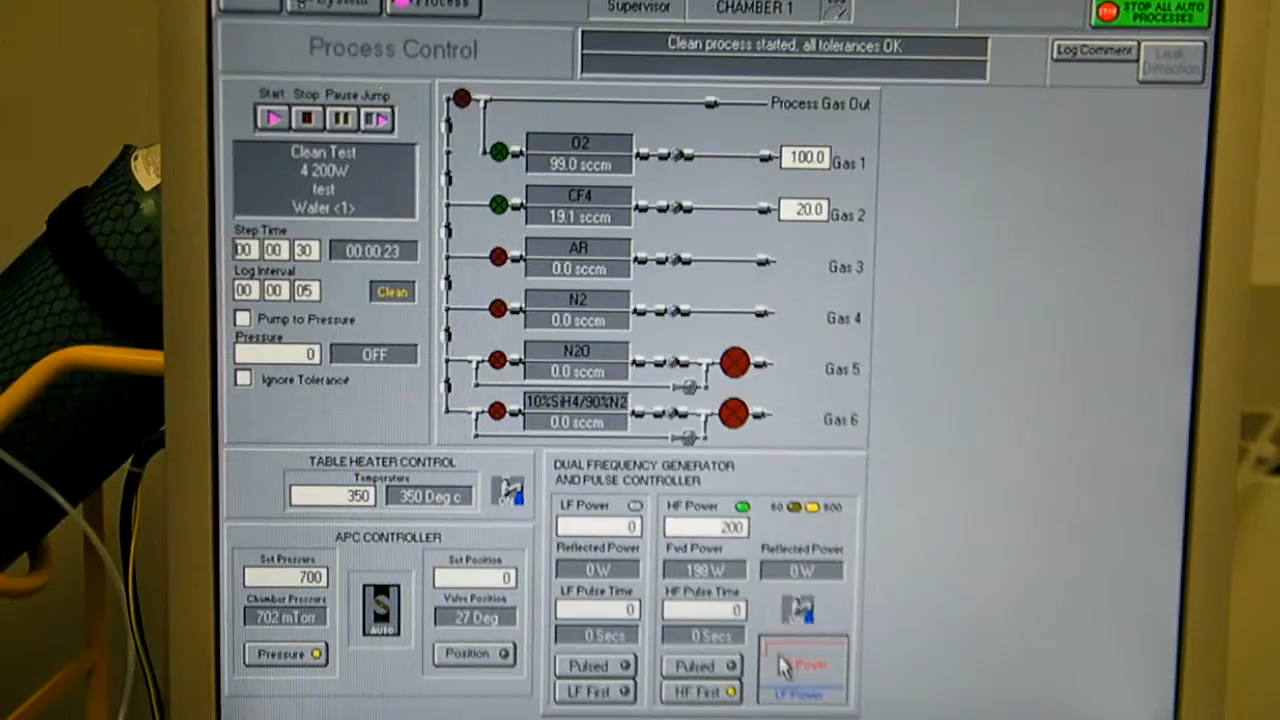 System
Process
Supervisor
CHAMBER 1
STOP ALL AUTO
PROCESSES
Process Control
Clean process started, all tolerances OK
Log Comment
Leak
Detection
Start Stop Pause Jump
Clean Test
4 200W
test
Wafer <1>
Step Time
00 00 30 00:00:23
Log Interval
00 00 05 Clean
Pump to Pressure
Pressure
0 OFF
Ignore Tolerance
Process Gas Out
O2
99.0 sccm
100.0 Gas 1
CF4
19.1 sccm
20.0 Gas 2
AR
0.0 sccm
Gas 3
N2
0.0 sccm
Gas 4
N2O
0.0 sccm
Gas 5
10%SiH4/90%N2
0.0 sccm
Gas 6
TABLE HEATER CONTROL
Temperature
350 350 Deg c
APC CONTROLLER
Set Pressure
700
Chamber Pressure
702 mTorr
Pressure
AUTO
Set Position
0
Valve Position
27 Deg
Position
DUAL FREQUENCY GENERATOR
AND PULSE CONTROLLER
LF Power
0
Reflected Power
0 W
LF Pulse Time
0
0 Secs
Pulsed
LF First
HF Power
200
Fwd Power
198 W
HF Pulse Time
0
0 Secs
Pulsed
HF First
60 600
Reflected Power
0 W
Power
LF Power